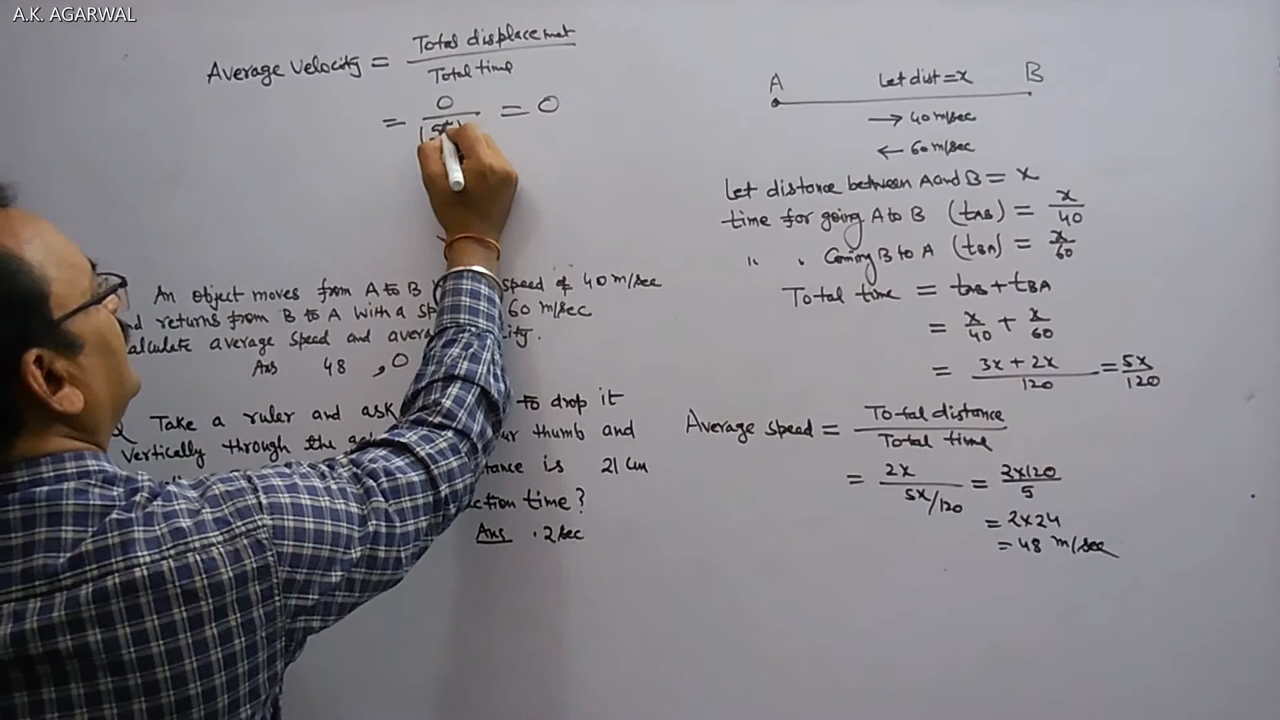 A.K. AGARWAL
Average Velocity = Total displacemet / Total time
= 0 / (5x = 0
An object moves from A to B speed of 40 m/sec
returns from B to A with a 60 m/sec
alculate average speed and
Ans 48 , 0
Take a ruler and ask to drop it
Vertically through the thumb and
is 21 cm
time ?
Ans .2 sec
A Let dist = x B
→ 40 m/sec
← 60 m/sec
Let distance between A and B = x
time for going A to B (tAB) = x/40
" " Coming B to A (tBA) = x/60
Total time = tAB + tBA
= x/40 + x/60
= 3x + 2x / 120 = 5x/120
Average speed = Total distance / Total time
= 2x / 5x/120 = 2x120 / 5
= 2x24
= 48 m/sec